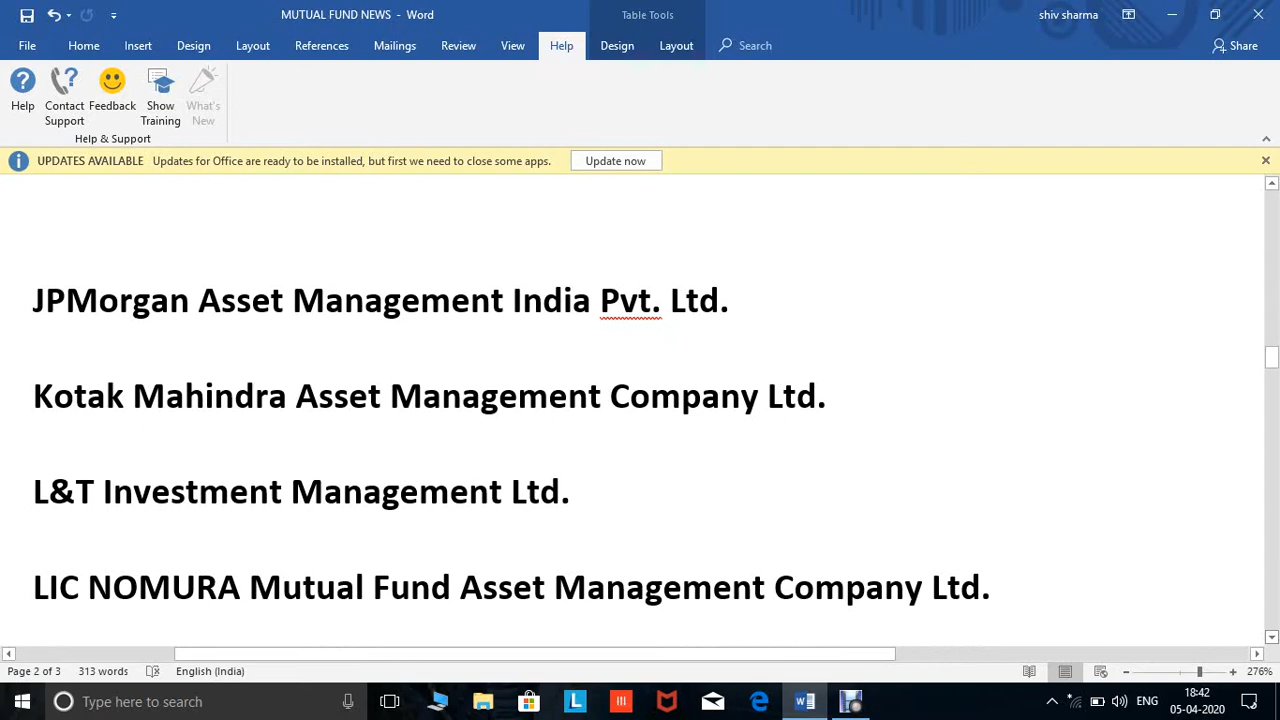 MUTUAL FUND NEWS - Word
Table Tools
shiv sharma
File Home Insert Design Layout References Mailings Review View Help Design Layout Search Share
Help Contact Support Feedback Show Training What's New
Help & Support
UPDATES AVAILABLE Updates for Office are ready to be installed, but first we need to close some apps. Update now
JPMorgan Asset Management India Pvt. Ltd.
Kotak Mahindra Asset Management Company Ltd.
L&T Investment Management Ltd.
LIC NOMURA Mutual Fund Asset Management Company Ltd.
Page 2 of 3 313 words English (India) 276%
Type here to search
ENG
18:42
05-04-2020